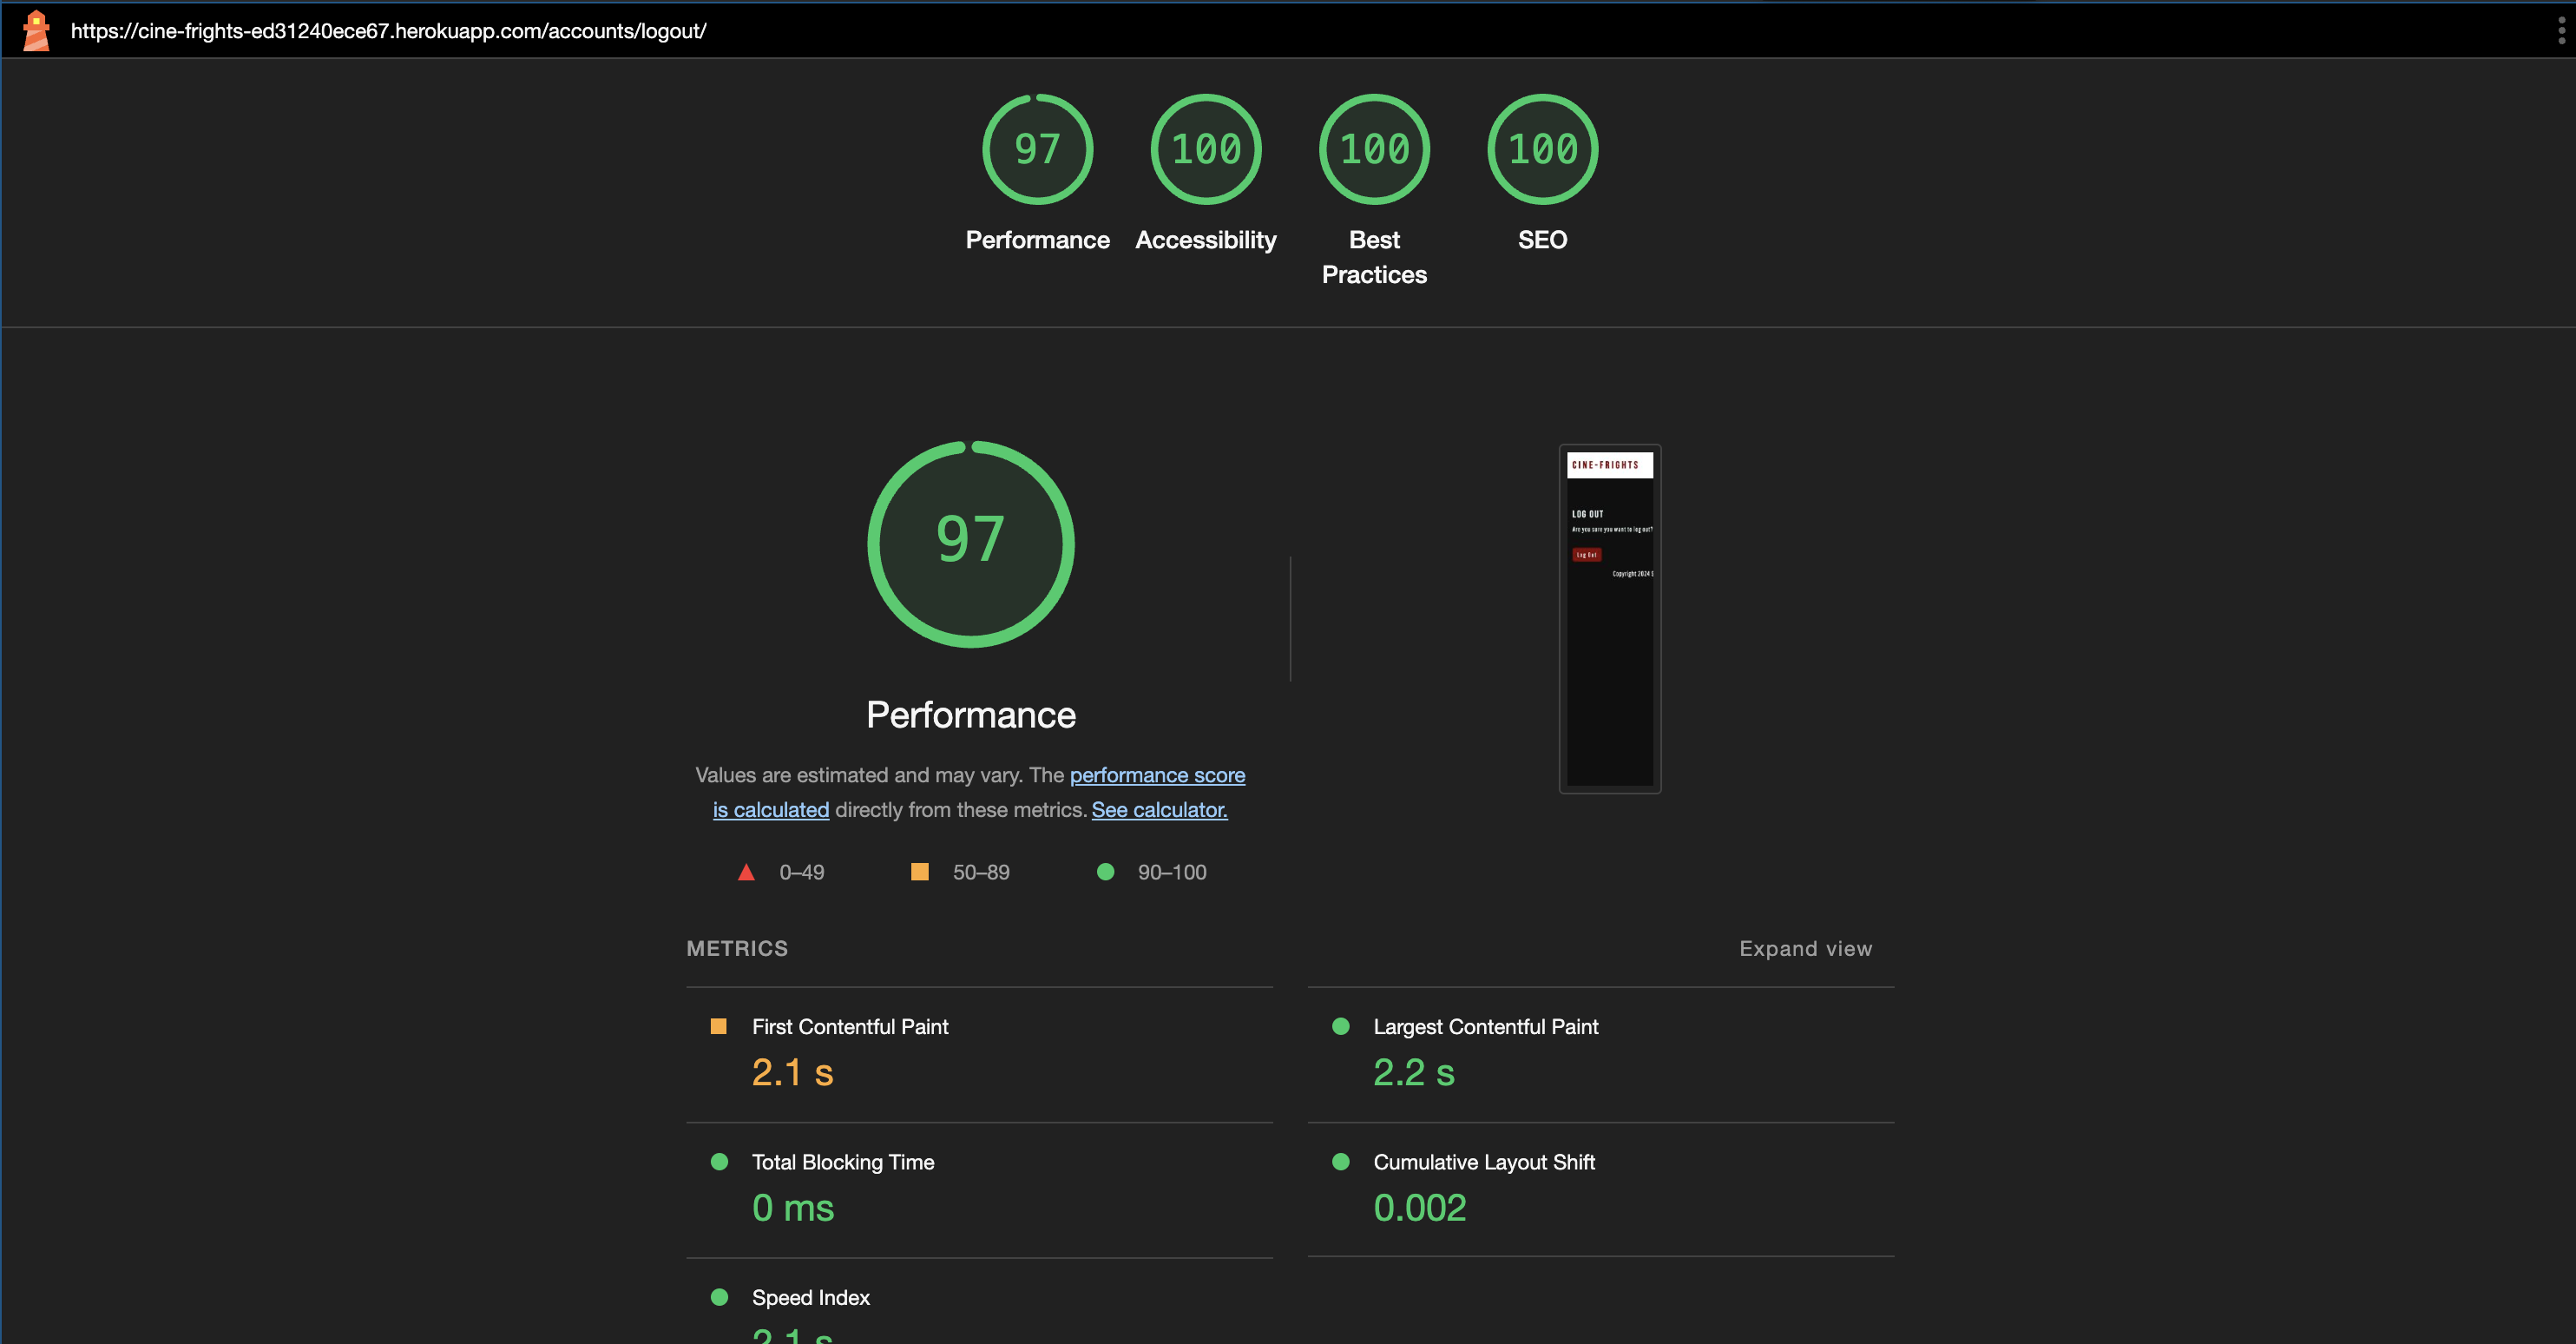 https://cine-frights-ed31240ece67.herokuapp.com/accounts/logout/
97
100
100
100
Performance
Accessibility
Best
Practices
SEO
97
Performance
Values are estimated and may vary. The performance score
is calculated directly from these metrics. See calculator.
0–49
50–89
90–100
CINE-FRIGHTS
LOG OUT
Are you sure you want to log out?
Log Out
Copyright 2024
METRICS
Expand view
First Contentful Paint
2.1 s
Largest Contentful Paint
2.2 s
Total Blocking Time
0 ms
Cumulative Layout Shift
0.002
Speed Index
2.1 s